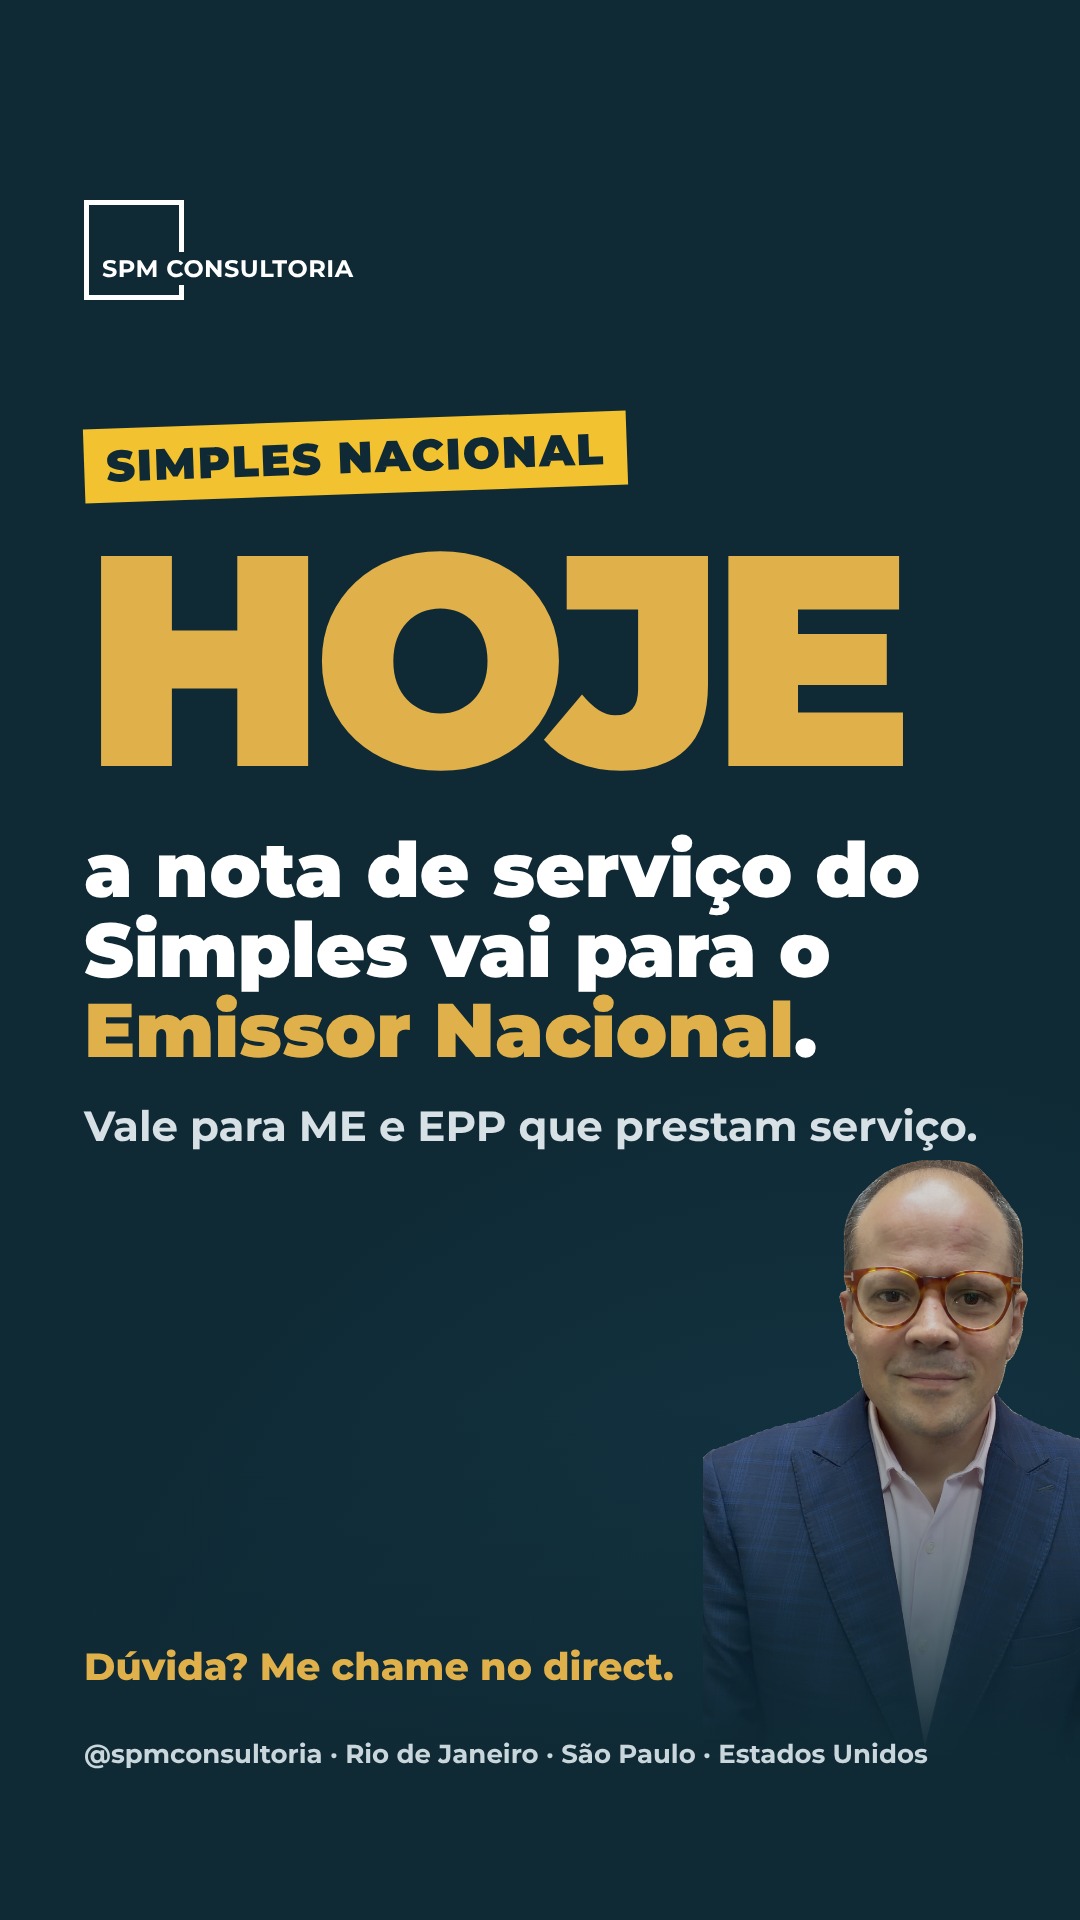 SPM CONSULTORIA
SIMPLES NACIONAL
HOJE
a nota de serviço do
Simples vai para o
Emissor Nacional.
Vale para ME e EPP que prestam serviço.
Dúvida? Me chame no direct.
@spmconsultoria · Rio de Janeiro · São Paulo · Estados Unidos